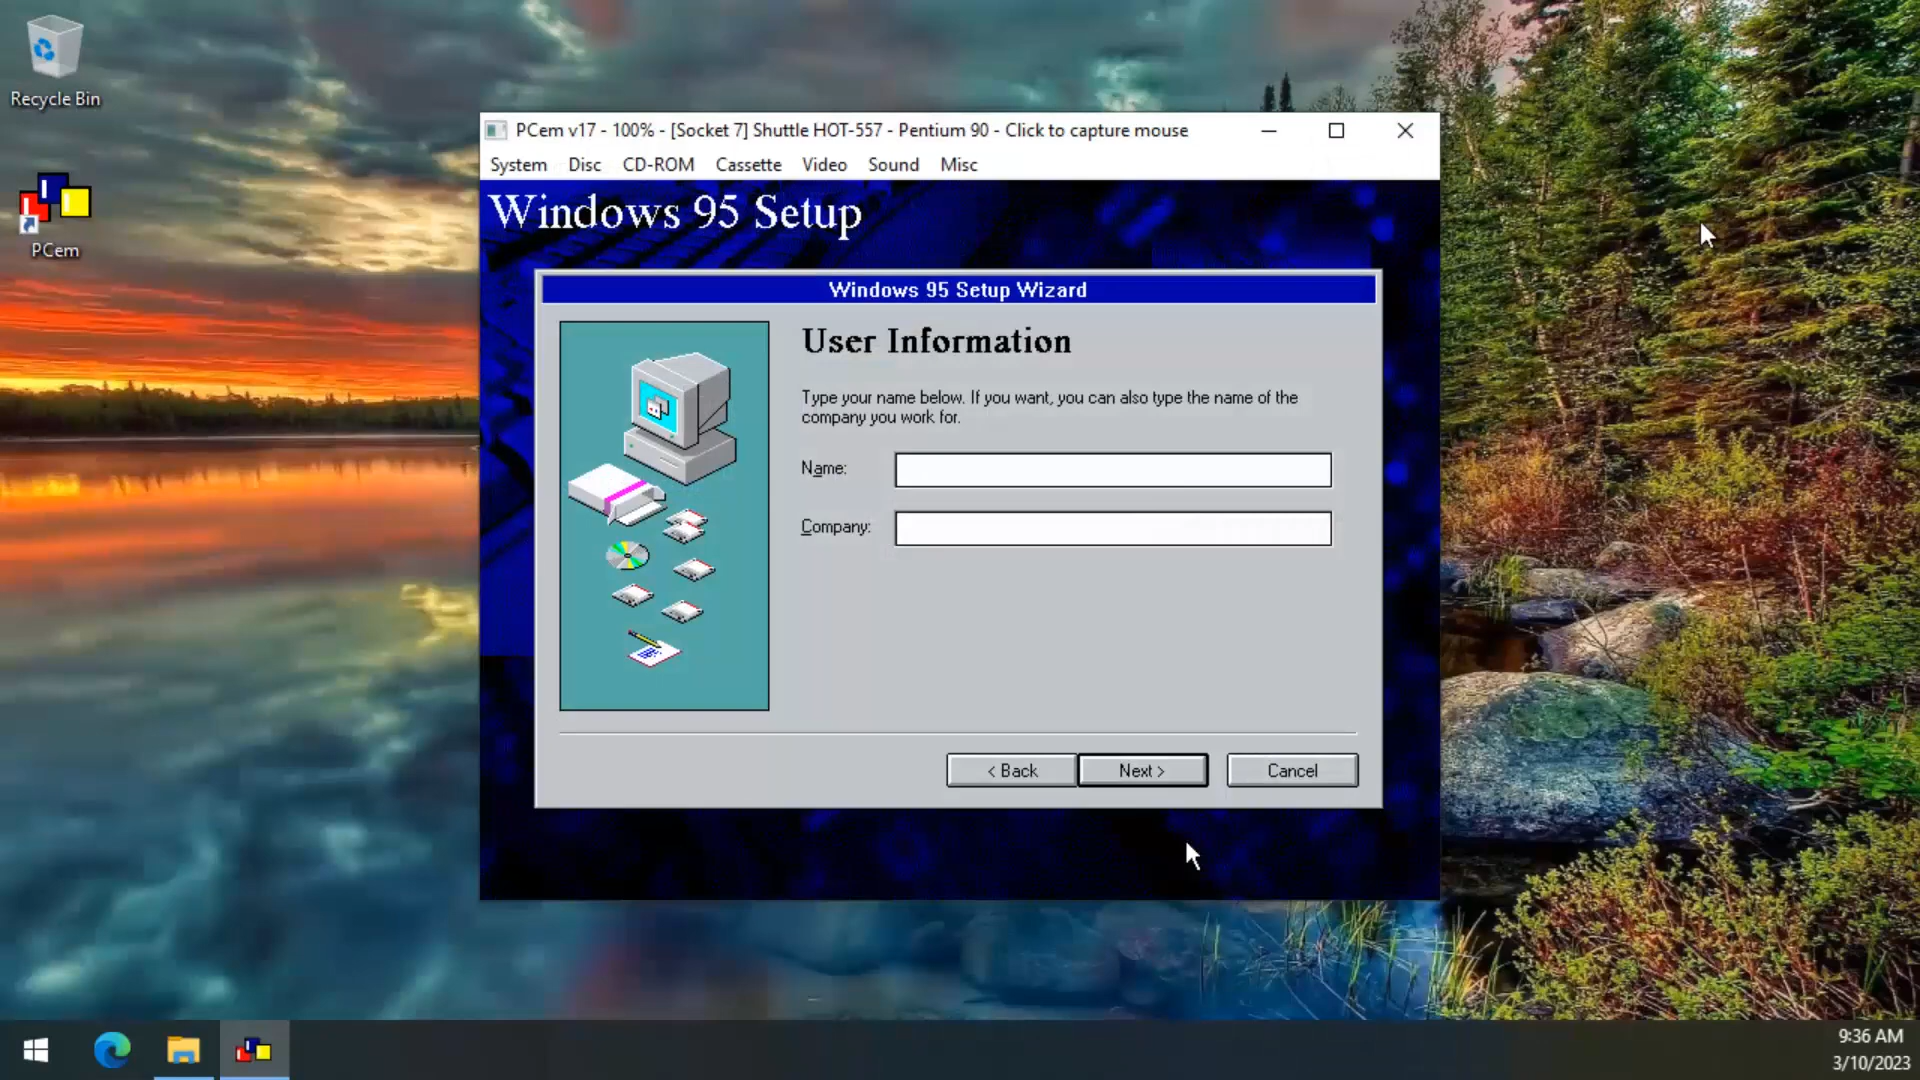 Recycle Bin
PCem
PCem v17 - 100% - [Socket 7] Shuttle HOT-557 - Pentium 90 - Click to capture mouse
System Disc CD-ROM Cassette Video Sound Misc
Windows 95 Setup
Windows 95 Setup Wizard
User Information
Type your name below. If you want, you can also type the name of the
company you work for.
Name:
Company:
< Back Next > Cancel
9:36 AM
3/10/2023